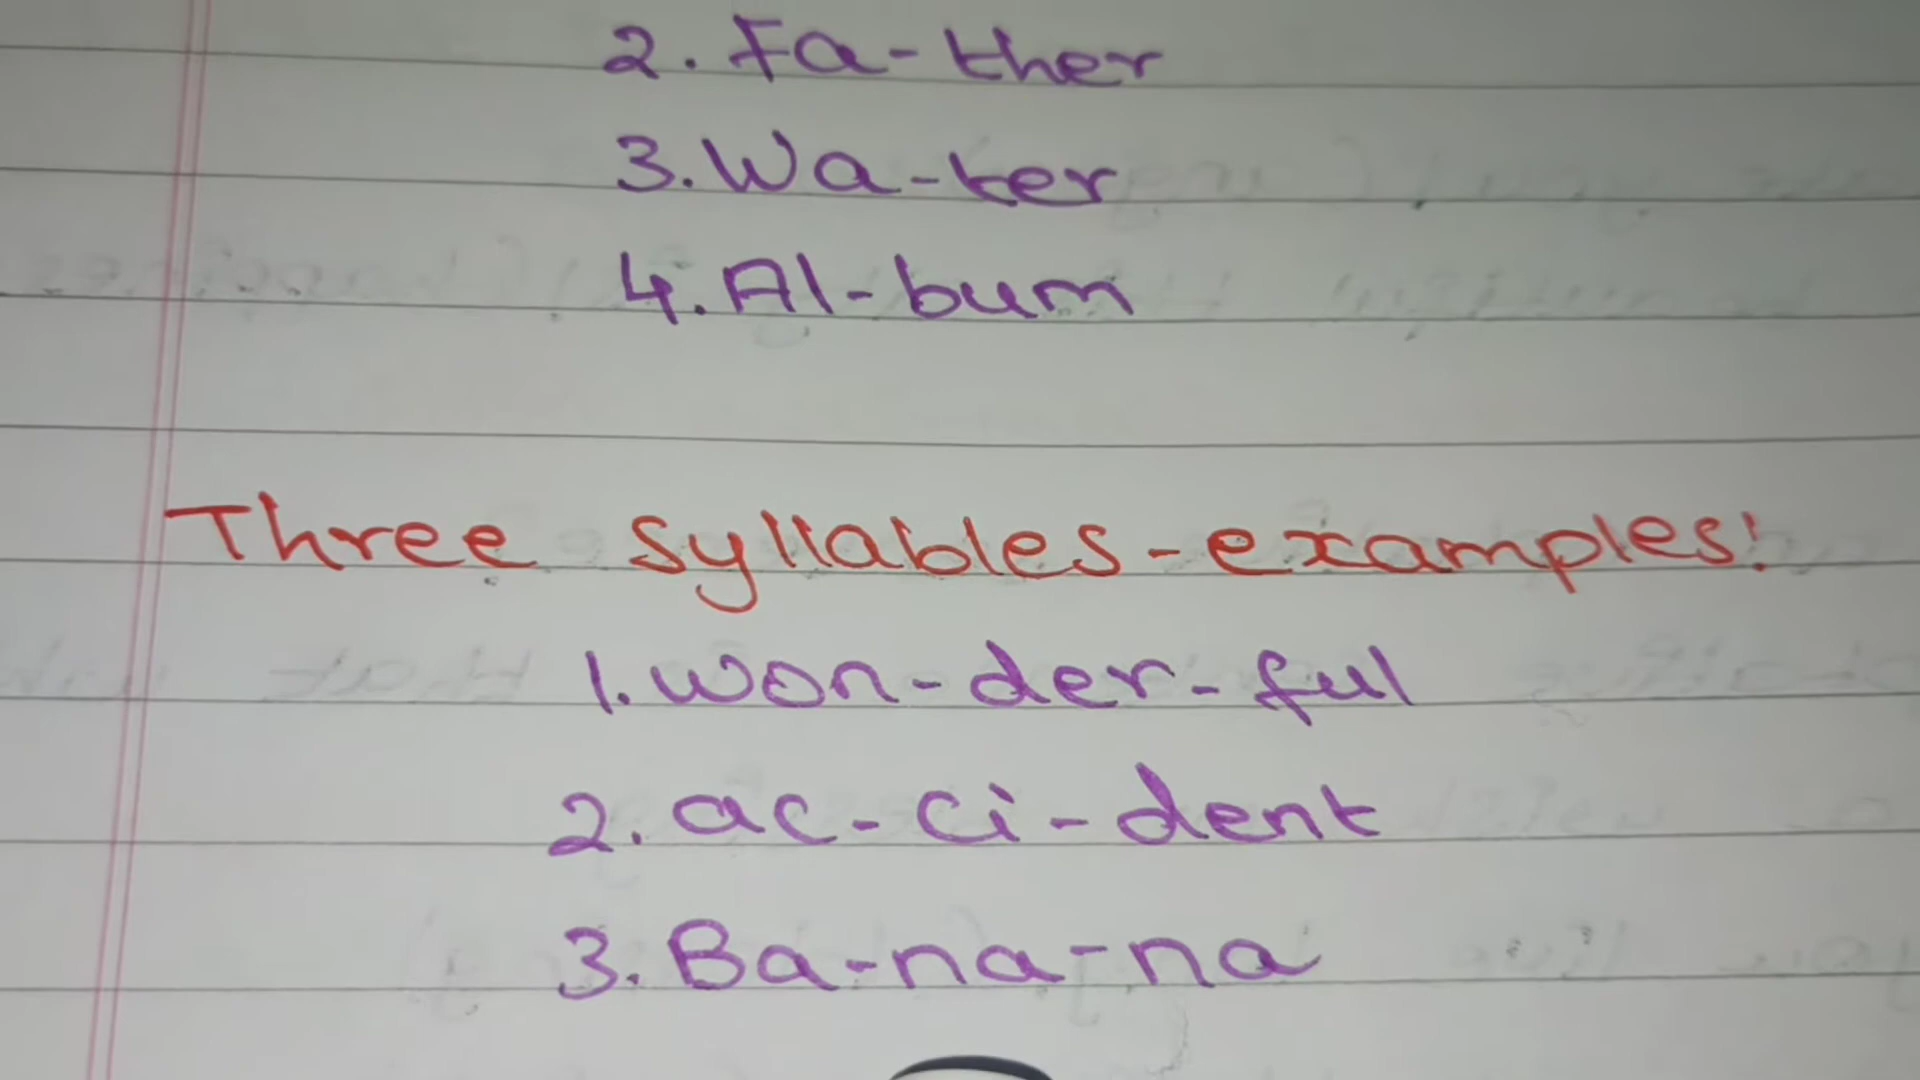 2. Fa-ther
3. Wa-ter
4. Al-bum
Three syllables-examples:
1. won-der-ful
2. ac-ci-dent
3. Ba-na-na